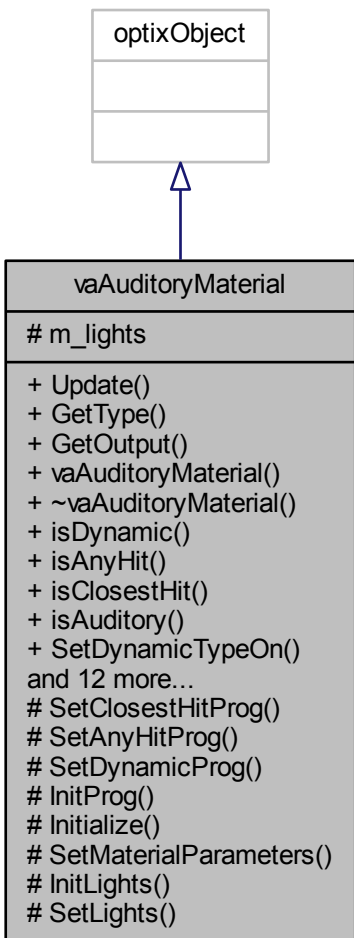 optixObject
vaAuditoryMaterial
# m_lights
+ Update()
+ GetType()
+ GetOutput()
+ vaAuditoryMaterial()
+ ~vaAuditoryMaterial()
+ isDynamic()
+ isAnyHit()
+ isClosestHit()
+ isAuditory()
+ SetDynamicTypeOn()
and 12 more...
# SetClosestHitProg()
# SetAnyHitProg()
# SetDynamicProg()
# InitProg()
# Initialize()
# SetMaterialParameters()
# InitLights()
# SetLights()